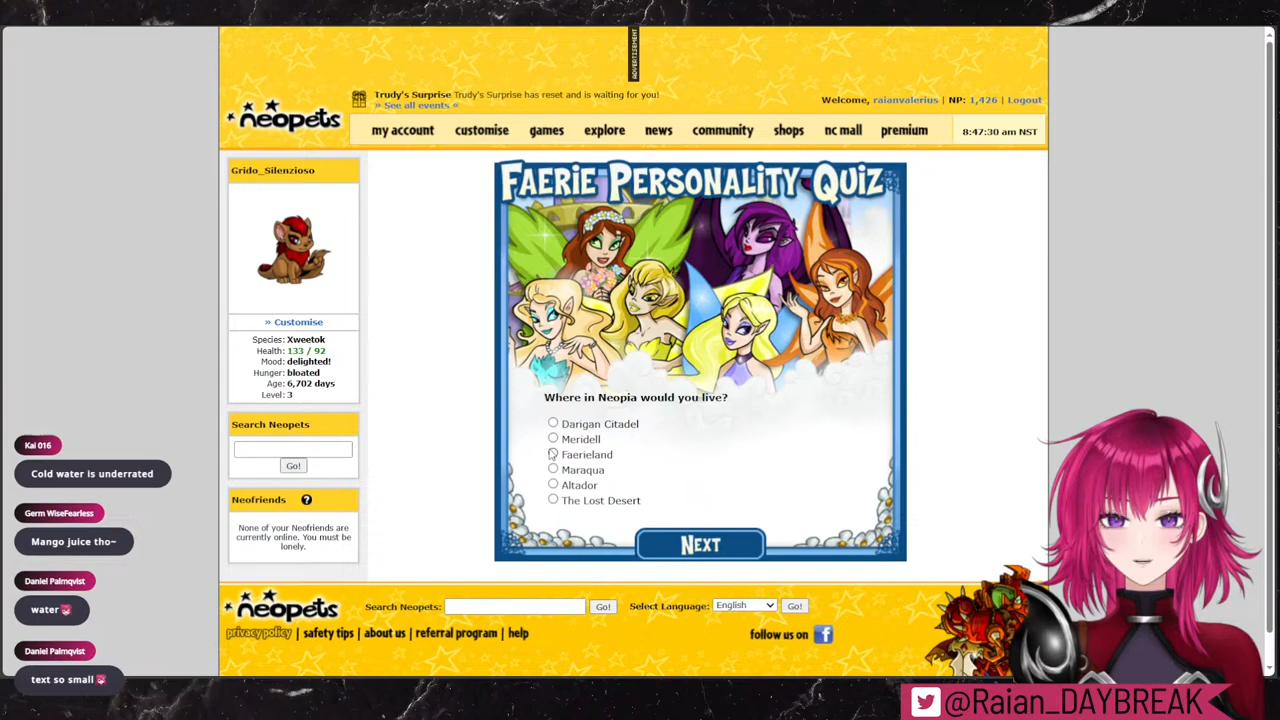 ADVERTISEMENT
Trudy's Surprise Trudy's Surprise has reset and is waiting for you!
» See all events «
Welcome, raianvalerius | NP: 1,426 | Logout
neopets
my account customise games explore news community shops nc mall premium
8:47:30 am NST
Grido_Silenzioso
» Customise
Species: Xweetok
Health: 133 / 92
Mood: delighted!
Hunger: bloated
Age: 6,702 days
Level: 3
Search Neopets
Go!
Neofriends ?
None of your Neofriends are
currently online. You must be
lonely.
Faerie Personality Quiz
Where in Neopia would you live?
Darigan Citadel
Meridell
Faerieland
Maraqua
Altador
The Lost Desert
Next
Kai 016
Cold water is underrated
Germ WiseFearless
Mango juice tho~
Daniel Palmqvist
water
Daniel Palmqvist
text so small
neopets
Search Neopets: Go! Select Language: English Go!
privacy policy | safety tips | about us | referral program | help
follow us on f
@Raian_DAYBREAK